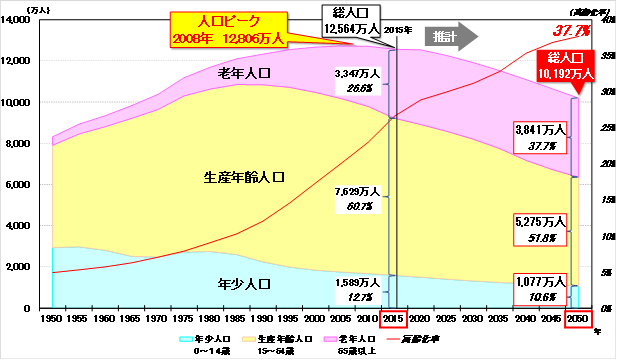 (万人)
(高齢化率)
14,000
12,000
10,000
8,000
6,000
4,000
2,000
0
人口ピーク
2008年 12,806万人
総人口
12,564万人
2015年
推計
37.7%
総人口
10,192万人
老年人口
3,347万人
26.6%
3,841万人
37.7%
生産年齢人口
7,629万人
60.7%
5,275万人
51.8%
年少人口
1,589万人
12.7%
1,077万人
10.6%
40%
35%
30%
25%
20%
15%
10%
5%
0%
1950 1955 1960 1965 1970 1975 1980 1985 1990 1995 2000 2005 2010 2015 2020 2025 2030 2035 2040 2045 2050 年
年少人口 生産年齢人口 老年人口 高齢化率
0～14歳 15～64歳 65歳以上